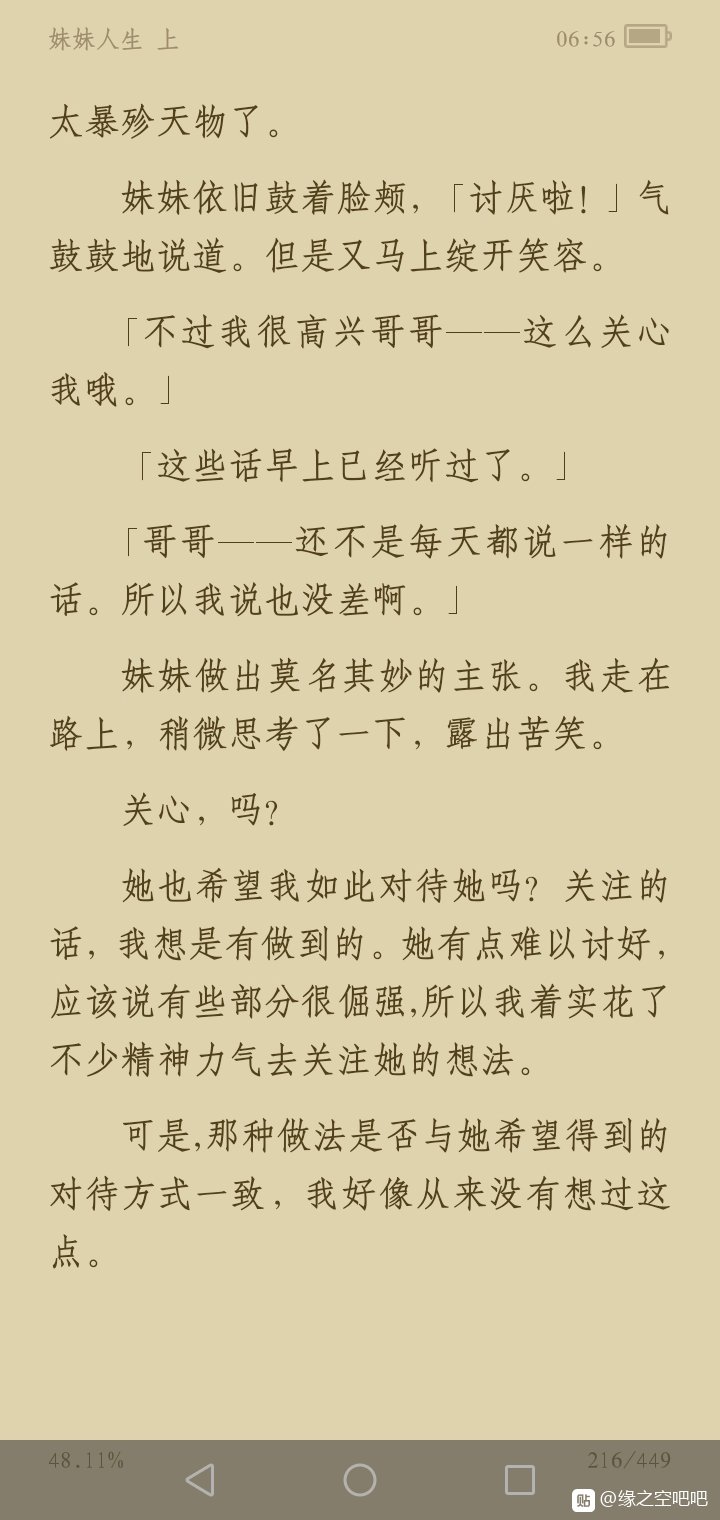 妹妹人生 上
06:56
太暴殄天物了。
妹妹依旧鼓着脸颊,「讨厌啦!」气
鼓鼓地说道。但是又马上绽开笑容。
「不过我很高兴哥哥——这么关心
我哦。」
「这些话早上已经听过了。」
「哥哥——还不是每天都说一样的
话。所以我说也没差啊。」
妹妹做出莫名其妙的主张。我走在
路上,稍微思考了一下,露出苦笑。
关心,吗?
她也希望我如此对待她吗?关注的
话,我想是有做到的。她有点难以讨好,
应该说有些部分很倔强,所以我着实花了
不少精神力气去关注她的想法。
可是,那种做法是否与她希望得到的
对待方式一致,我好像从来没有想过这
点。
48.11%
216/449
贴 @缘之空吧吧